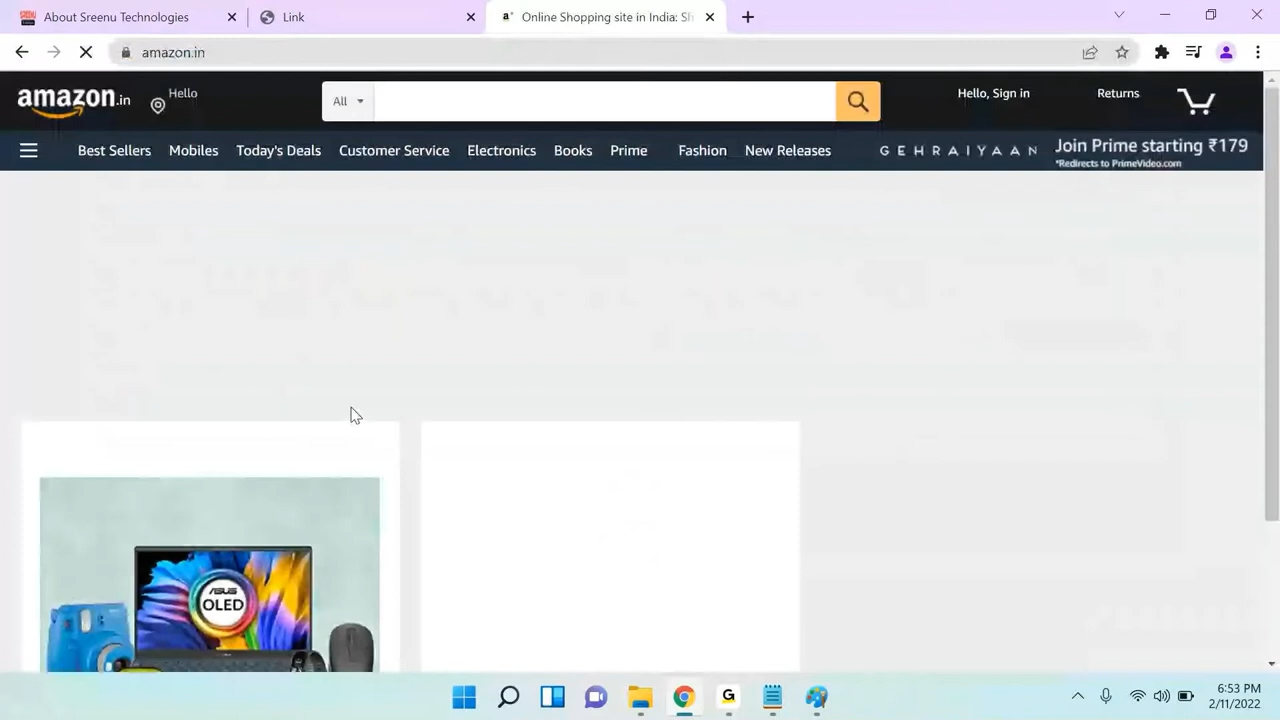 About Sreenu Technologies
Link
a Online Shopping site in India: Sh
amazon.in
amazon.in
Hello
All
Hello, Sign in
Returns
Best Sellers
Mobiles
Today's Deals
Customer Service
Electronics
Books
Prime
Fashion
New Releases
GEHRAIYAAN
Join Prime starting ₹179
*Redirects to PrimeVideo.com
ASUS
OLED
G
6:53 PM
2/11/2022